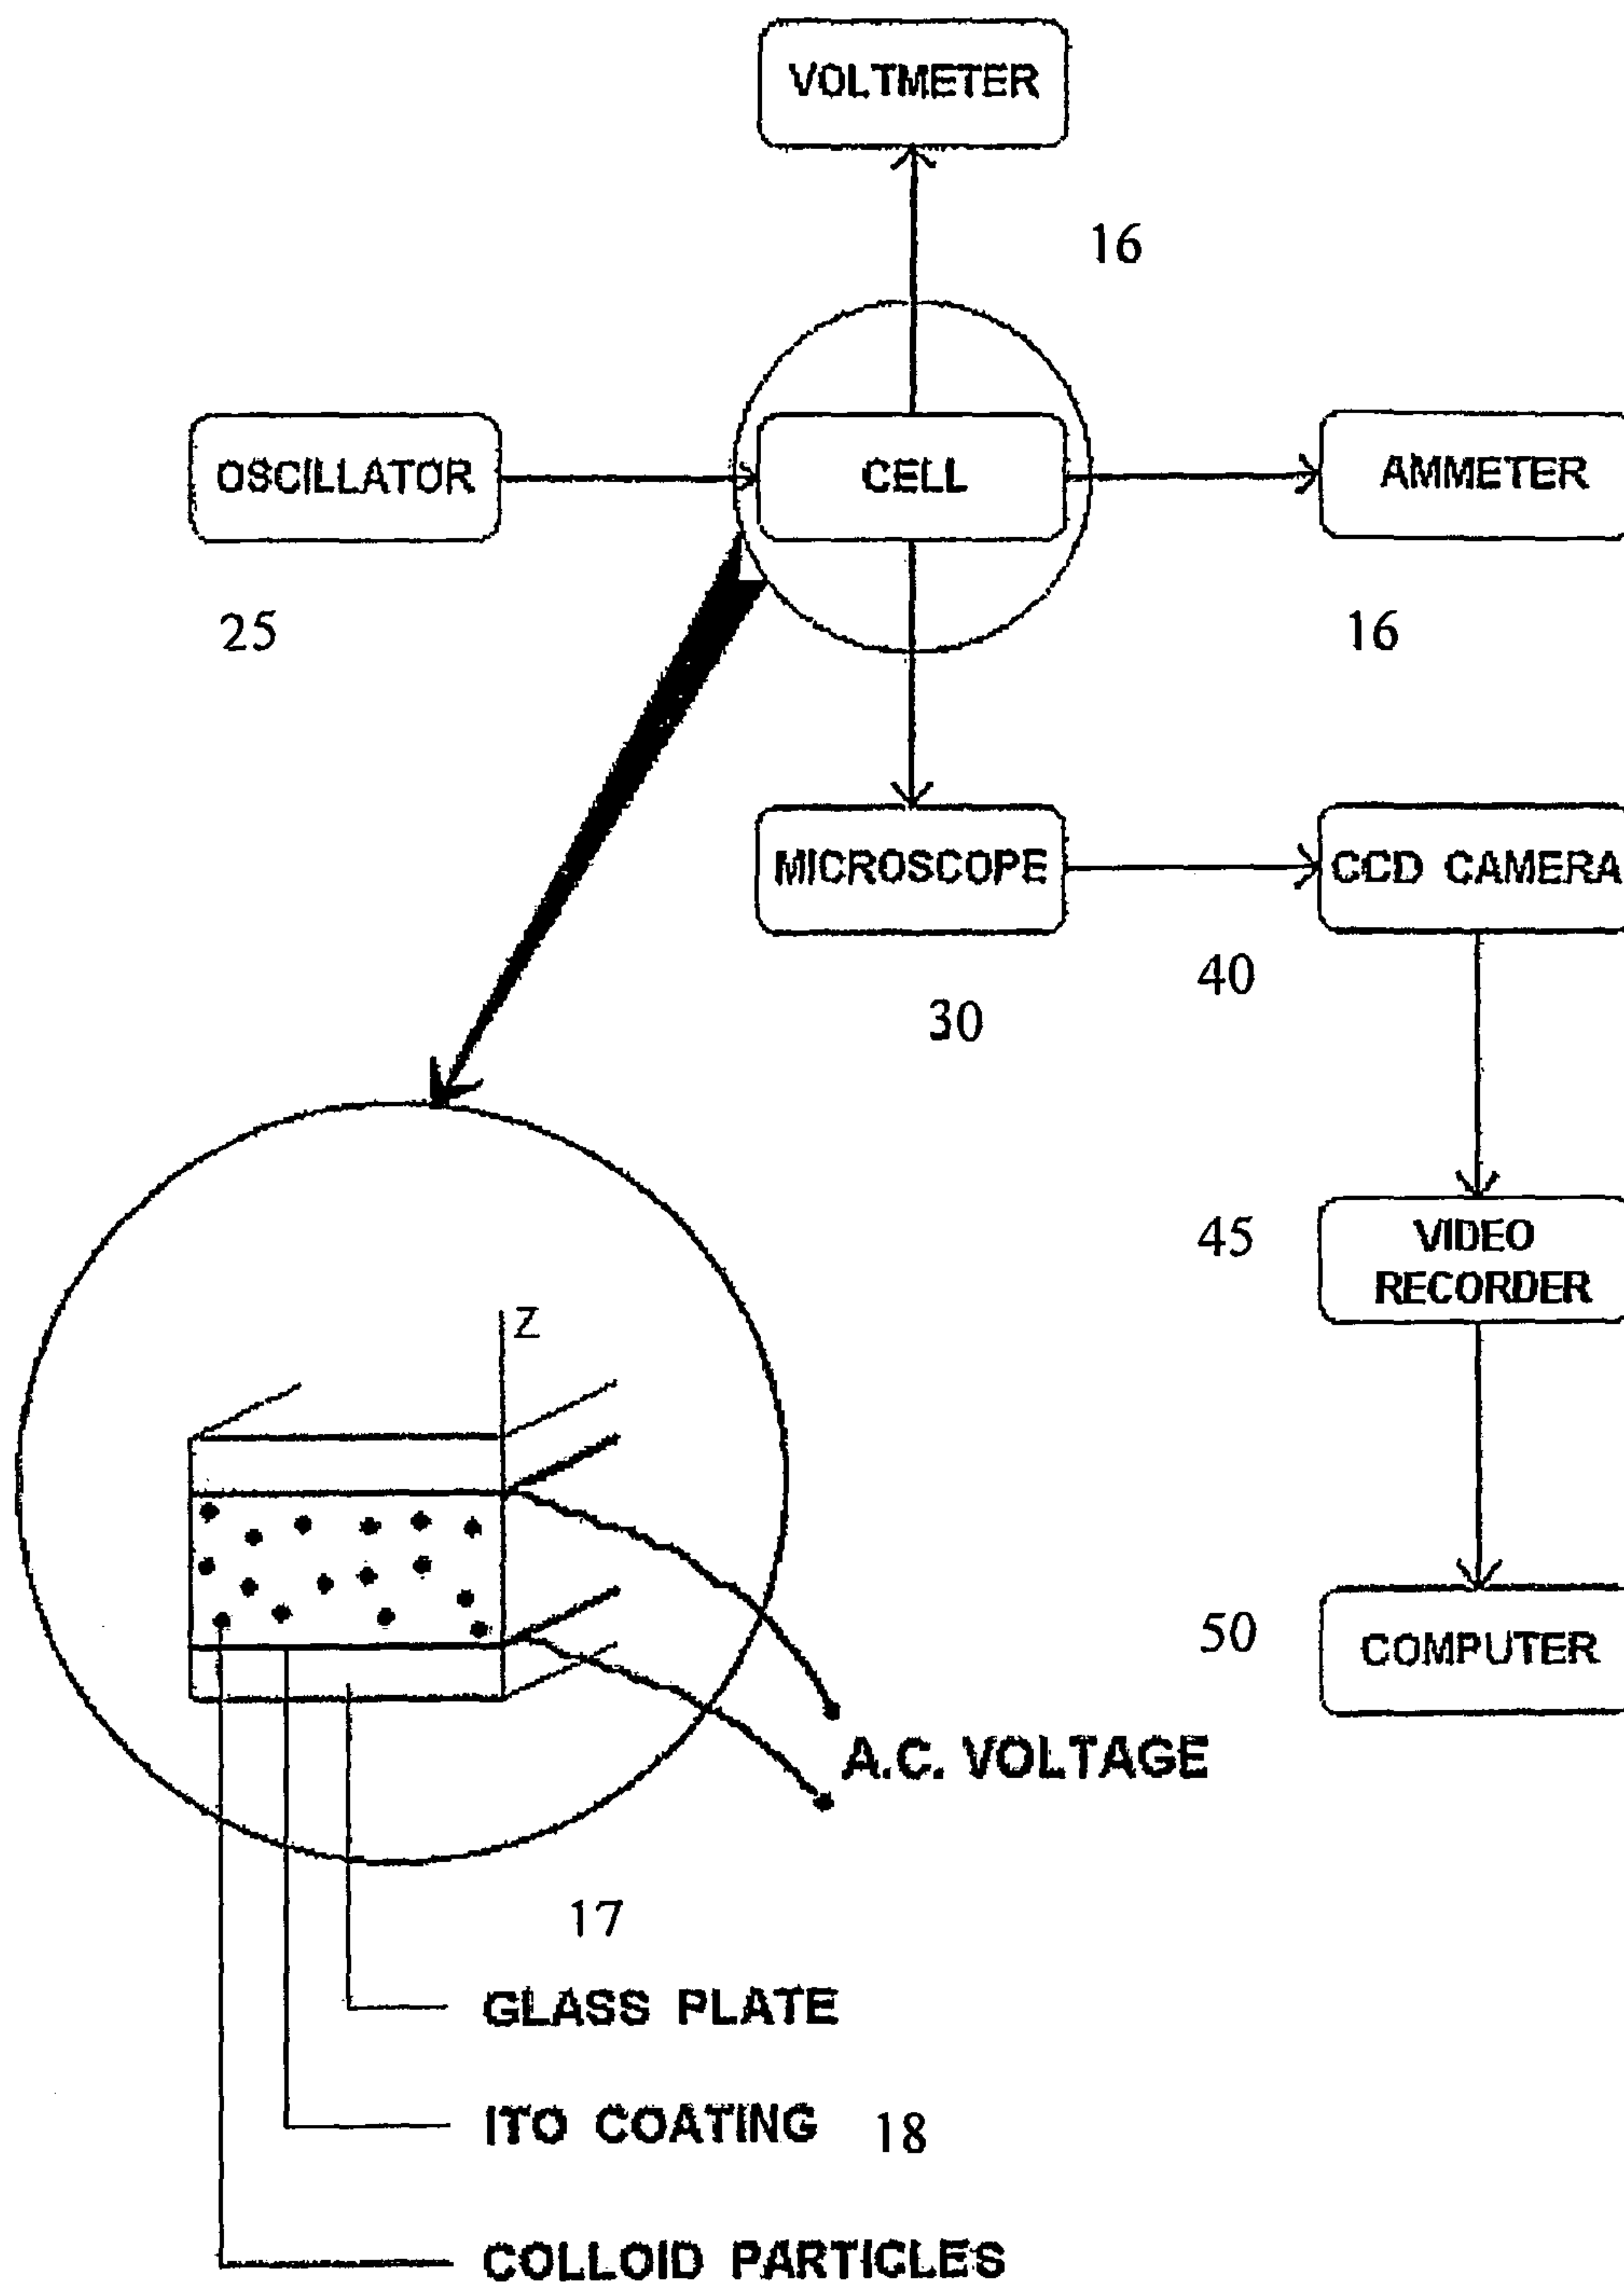 VOLTMETER
16
OSCILLATOR
CELL
AMMETER
25
16
MICROSCOPE
CCD CAMERA
40
30
45
VIDEO
RECORDER
Z
50
COMPUTER
A.C. VOLTAGE
17
GLASS PLATE
ITO COATING 18
COLLOID PARTICLES